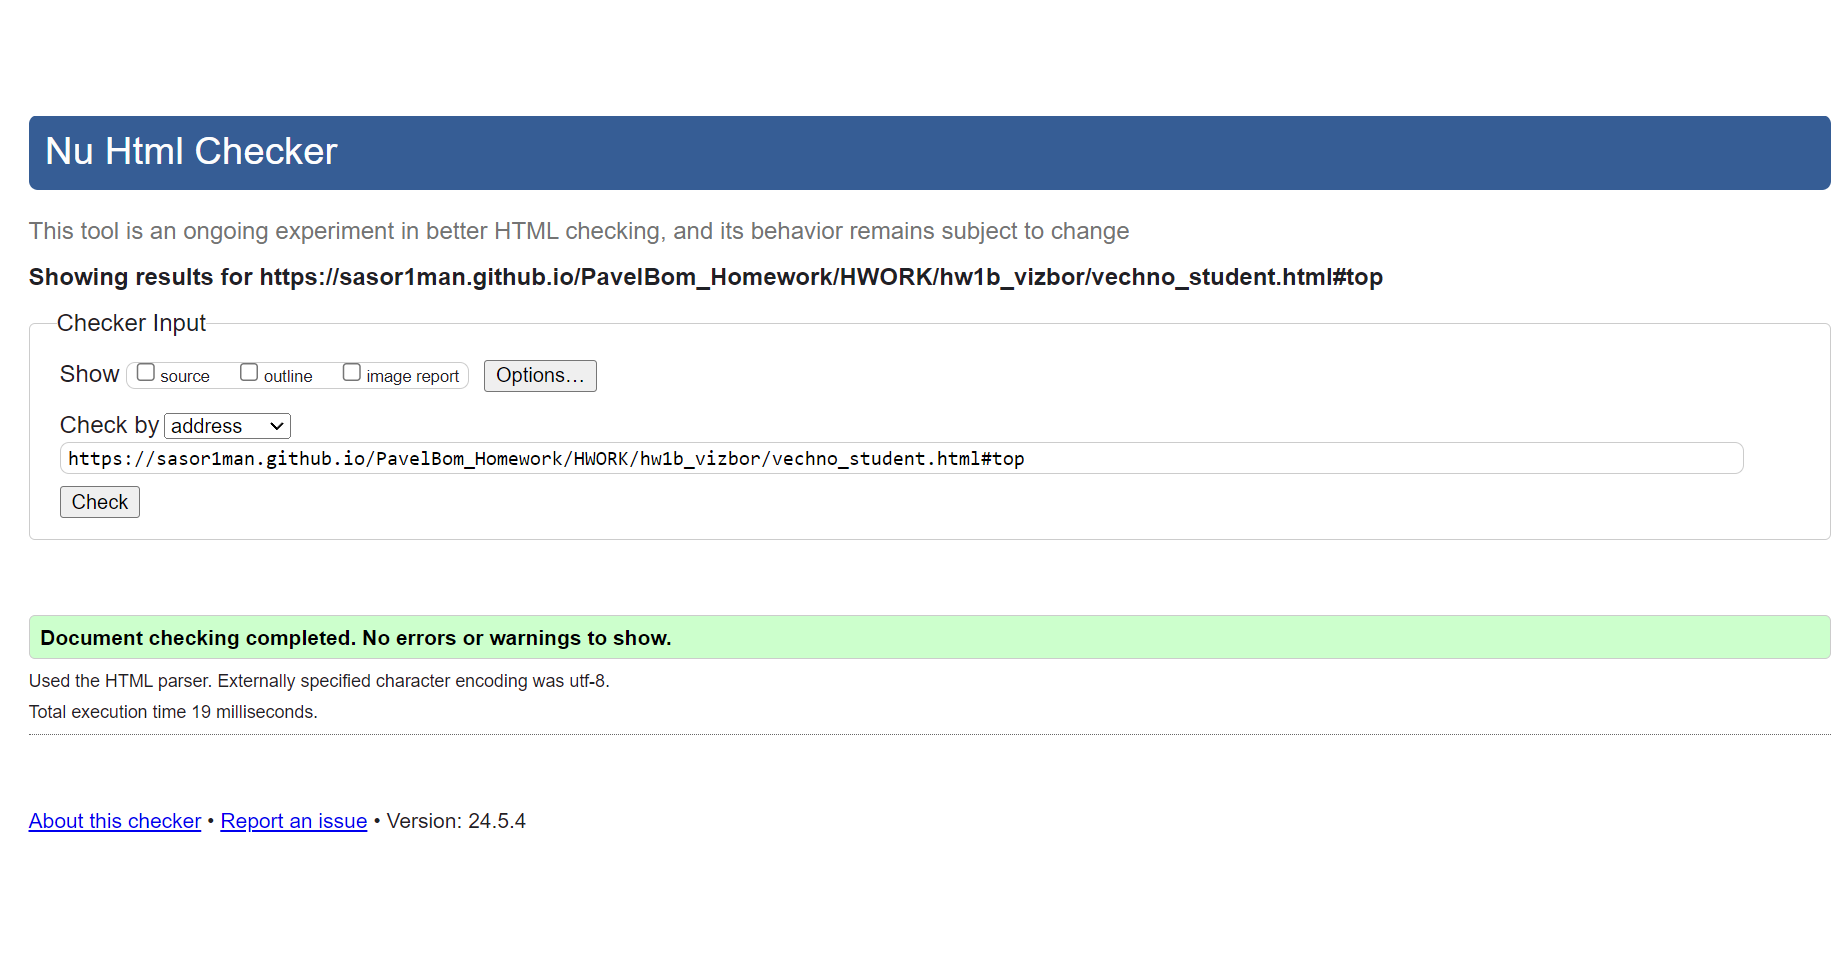 Nu Html Checker
This tool is an ongoing experiment in better HTML checking, and its behavior remains subject to change
Showing results for https://sasor1man.github.io/PavelBom_Homework/HWORK/hw1b_vizbor/vechno_student.html#top
Checker Input
Show source outline image report Options…
Check by address
https://sasor1man.github.io/PavelBom_Homework/HWORK/hw1b_vizbor/vechno_student.html#top
Check
Document checking completed. No errors or warnings to show.
Used the HTML parser. Externally specified character encoding was utf-8.
Total execution time 19 milliseconds.
About this checker • Report an issue • Version: 24.5.4